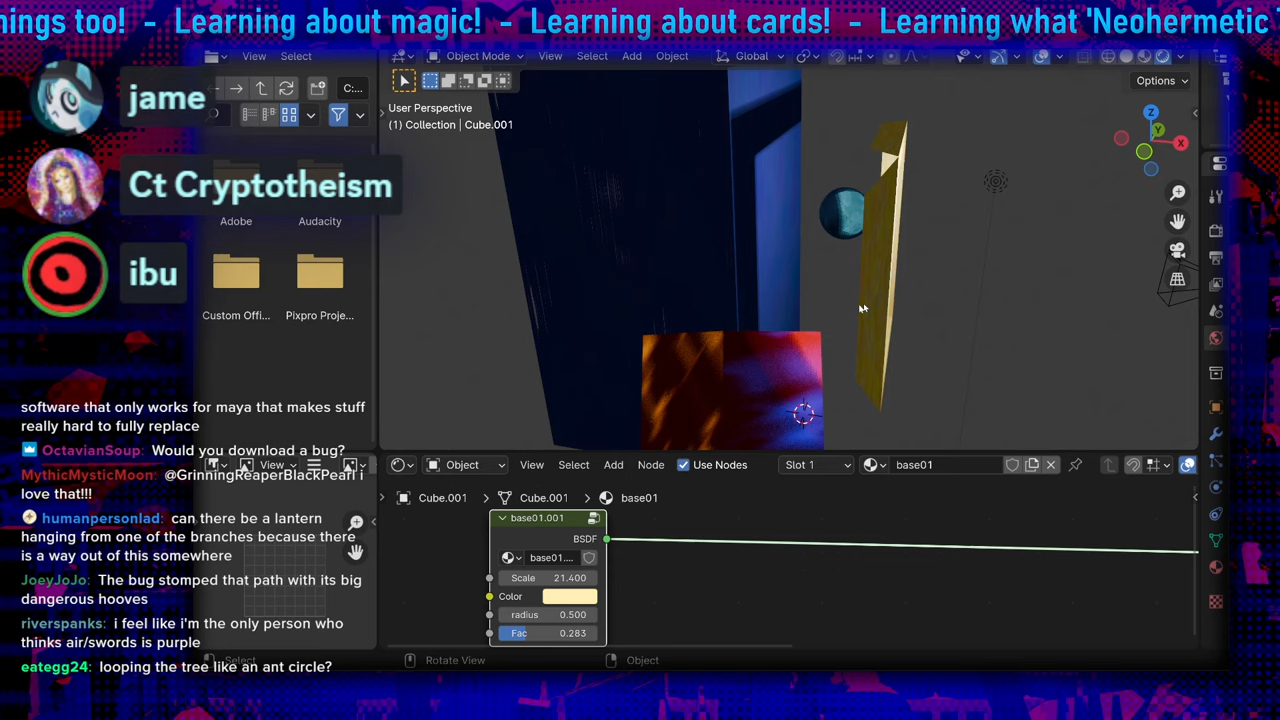 nings too! - Learning about magic! - Learning about cards! - Learning what 'Neohermetic
View Select
Object Mode View Select Add Object Global
jame
C:...
Options
User Perspective
(1) Collection | Cube.001
Z
Y
X
Ct Cryptotheism
Adobe Audacity
ibu
Custom Offi... Pixpro Proje...
software that only works for maya that makes stuff
really hard to fully replace
OctavianSoup: Would you download a bug?
MythicMysticMoon: @GrinningReaperBlackPearl i
love that!!!
humanpersonlad: can there be a lantern
hanging from one of the branches because there
is a way out of this somewhere
JoeyJoJo: The bug stomped that path with its big
dangerous hooves
riverspanks: i feel like i'm the only person who
thinks air/swords is purple
eategg24: looping the tree like an ant circle?
View
Select
Object View Select Add Node Use Nodes Slot 1 base01
Cube.001 Cube.001 base01
base01.001
BSDF
base01....
Scale 21.400
Color
radius 0.500
Fac 0.283
Rotate View Object